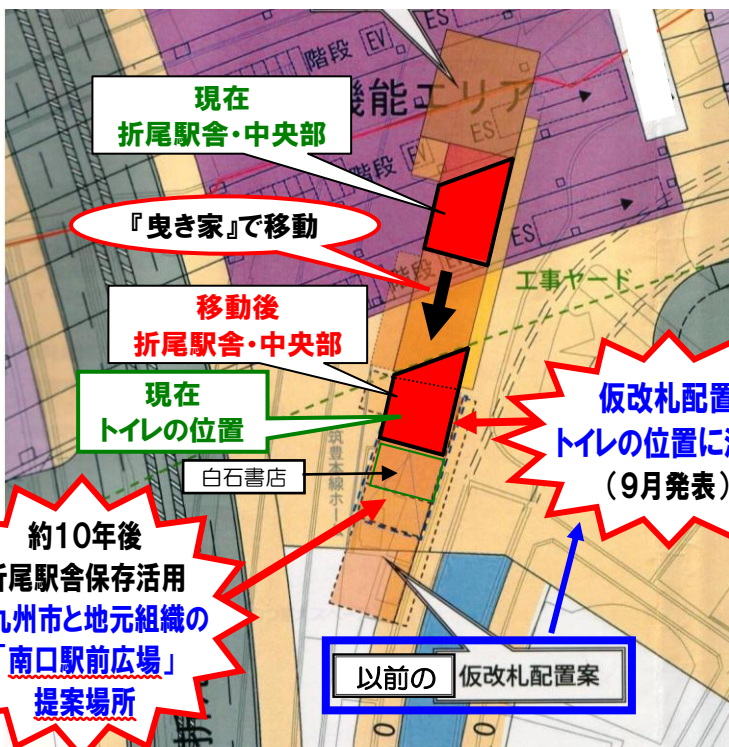 階段
EV
ES
機能エリア
現在
折尾駅舎・中央部
階段
EV
ES
『曳き家』で移動
ES
階段
工事ヤード
移動後
折尾駅舎・中央部
現在
トイレの位置
仮改札配置
トイレの位置に
(9月発表)
筑豊本線ホー
白石書店
約10年後
折尾駅舎保存活用
九州市と地元組織の
「南口駅前広場」
提案場所
以前の
仮改札配置案
0
0